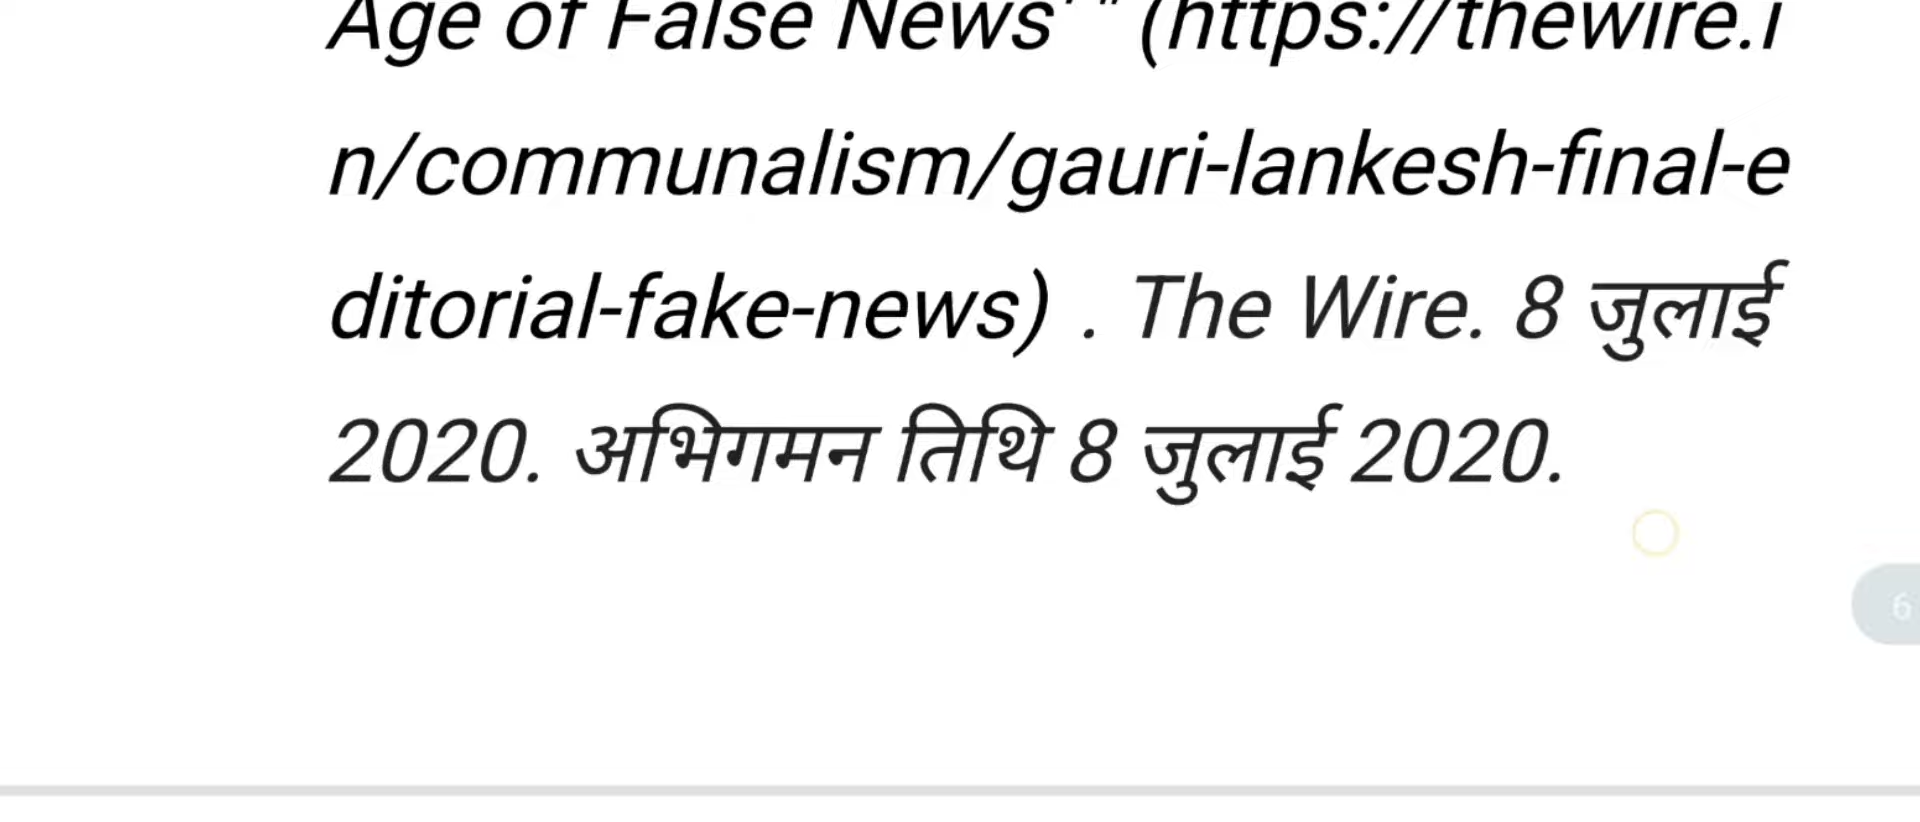 Age of False News' " (https://thewire.i
n/communalism/gauri-lankesh-final-e
ditorial-fake-news) . The Wire. 8 जुलाई
2020. अभिगमन तिथि 8 जुलाई 2020.
6